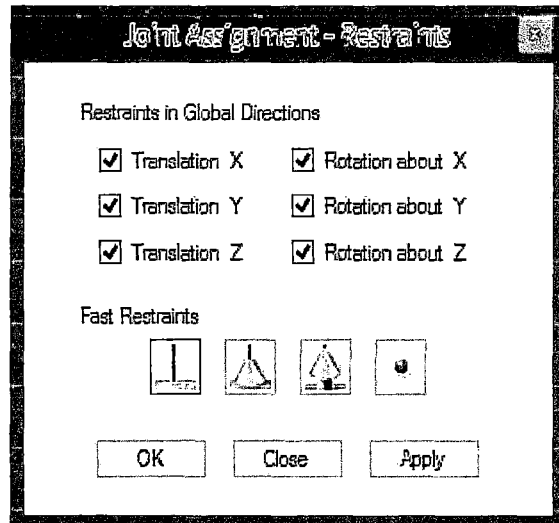 Joint Assignment - Restraints
Restraints in Global Directions
Translation X Rotation about X
Translation Y Rotation about Y
Translation Z Rotation about Z
Fast Restraints
OK Close Apply